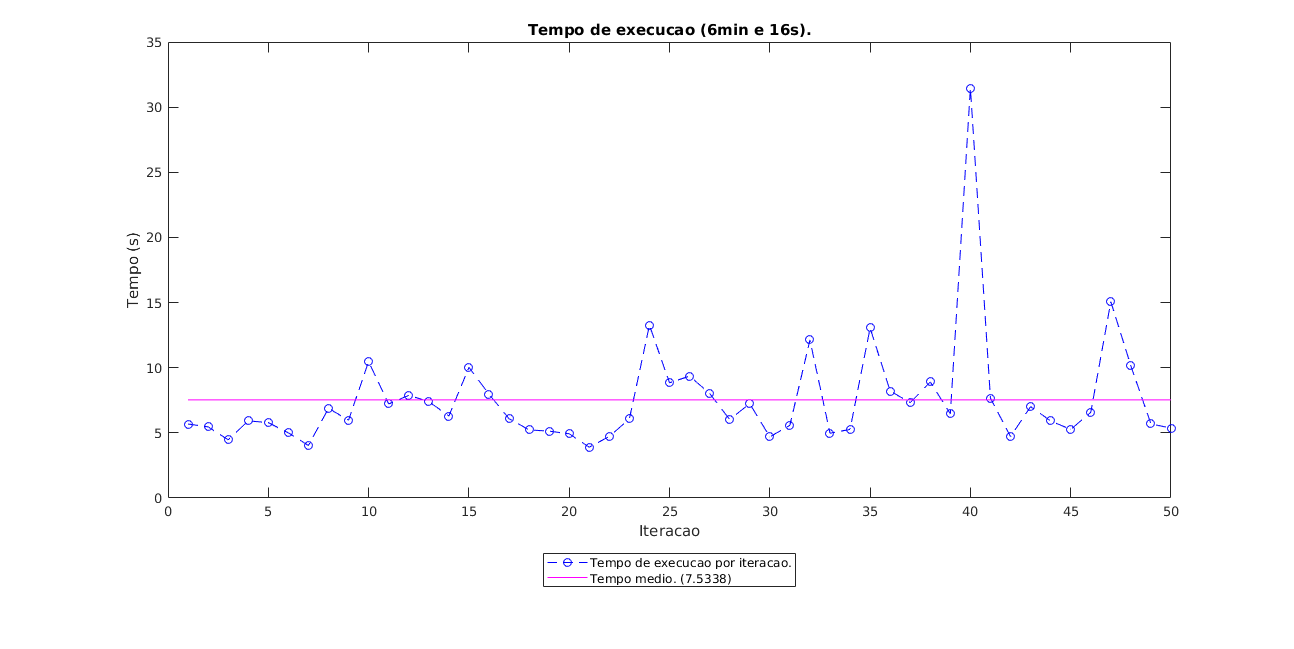 Tempo de execucao (6min e 16s).
35
30
25
20
15
10
5
0
Tempo (s)
0 5 10 15 20 25 30 35 40 45 50
Iteracao
Tempo de execucao por iteracao.
Tempo medio. (7.5338)